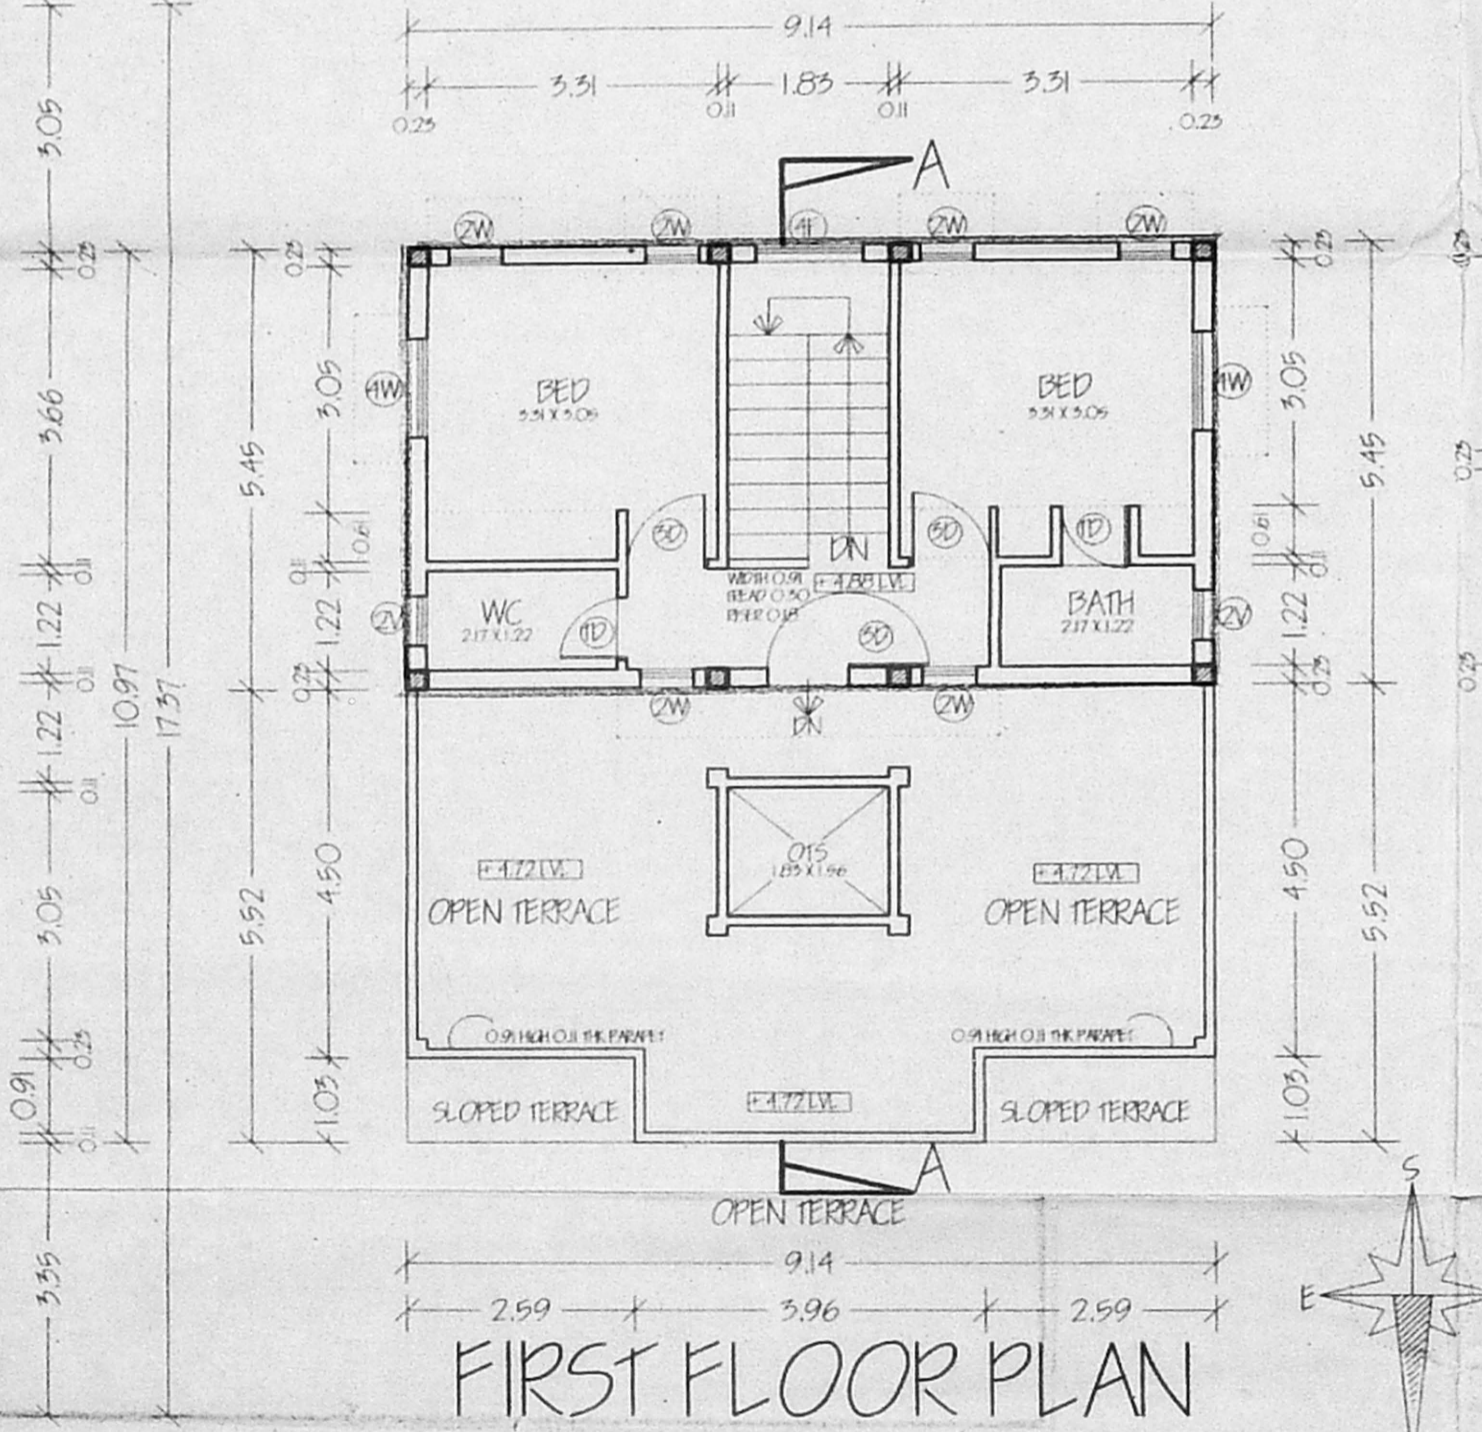 9.14
3.31 1.83 3.31
0.23 0.11 0.11 0.23
A
2W 2W 4F 2W 2W
3.05
0.23 0.23 0.23 0.23
4W 4W
BED
3.31 X 3.05
BED
3.31 X 3.05
3.66 5.45 3.05 3.05 5.45
0.23
0.61 0.61
3D 3D 1D
DN
WIDTH 0.91
TREAD 0.30
RISER 0.18
+4.88 LVL
0.11 0.11 0.11
2V 2V
WC
2.17 X 1.22
1D 3D
BATH
2.17 X 1.22
1.22 1.22 1.22
10.97 17.37
0.11 0.23 0.23 0.23
2W 2W
DN
1.22
0.11
OTS
1.83 X 1.56
+4.72 LVL +4.72 LVL
OPEN TERRACE OPEN TERRACE
3.05 5.52 4.50 4.50 5.52
0.91 HIGH 0.11 THK PARAPET 0.91 HIGH 0.11 THK PARAPET
0.23
0.91 1.03 1.03
SLOPED TERRACE +4.72 LVL SLOPED TERRACE
0.11
A
OPEN TERRACE
S
E
3.35
9.14
2.59 3.96 2.59
FIRST FLOOR PLAN